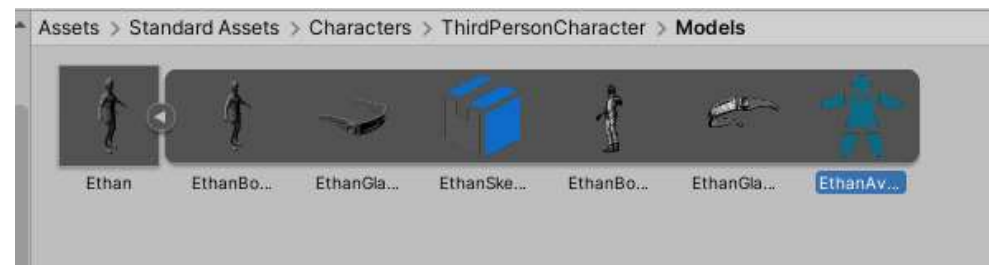 Assets > Standard Assets > Characters > ThirdPersonCharacter > Models
Ethan EthanBo... EthanGla... EthanSke... EthanBo... EthanGla... EthanAv...